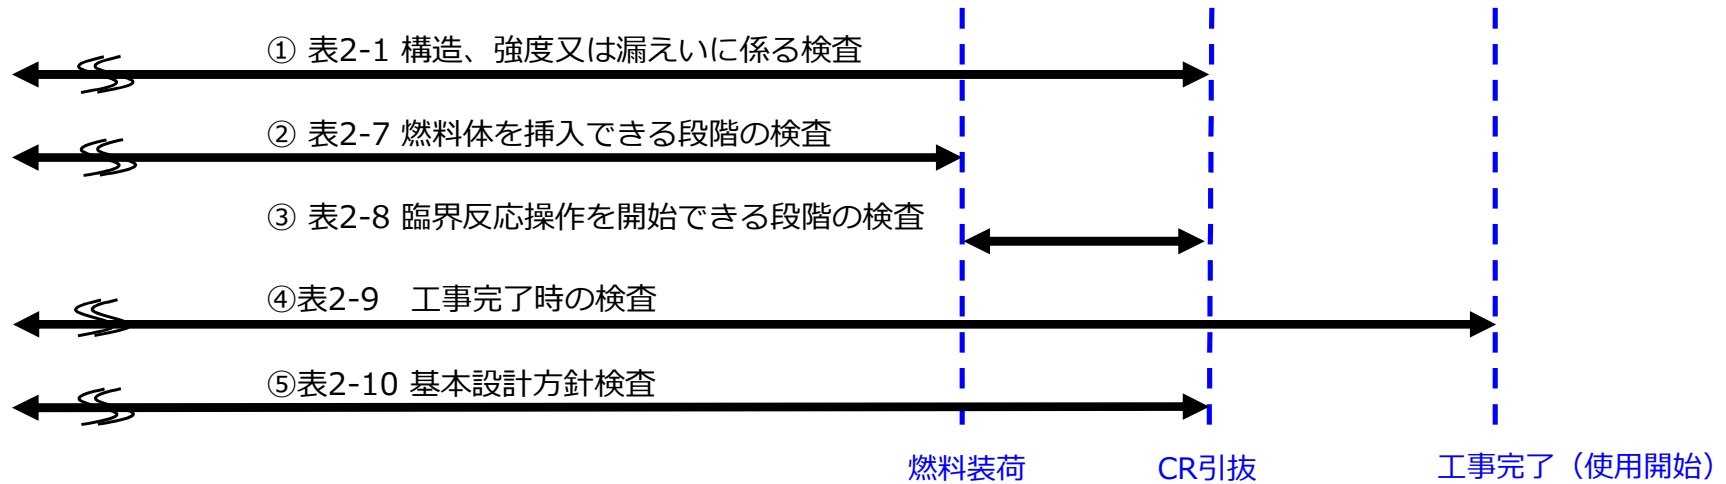 ① 表2-1 構造、強度又は漏えいに係る検査
② 表2-7 燃料体を挿入できる段階の検査
③ 表2-8 臨界反応操作を開始できる段階の検査
④表2-9　工事完了時の検査
⑤表2-10 基本設計方針検査
燃料装荷
CR引抜
工事完了（使用開始）